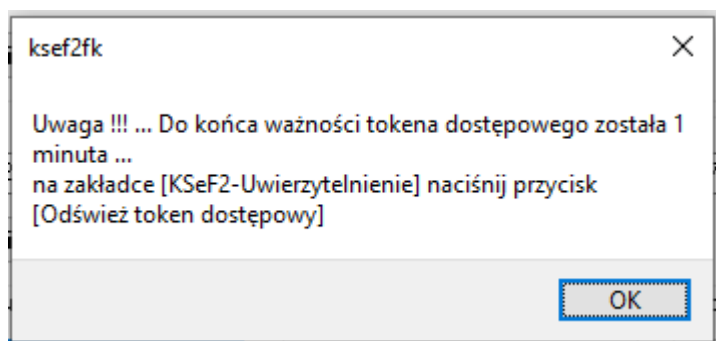 ksef2fk
Uwaga !!! ... Do końca ważności tokena dostępowego została 1
minuta ...
na zakładce [KSeF2-Uwierzytelnienie] naciśnij przycisk
[Odśwież token dostępowy]
OK